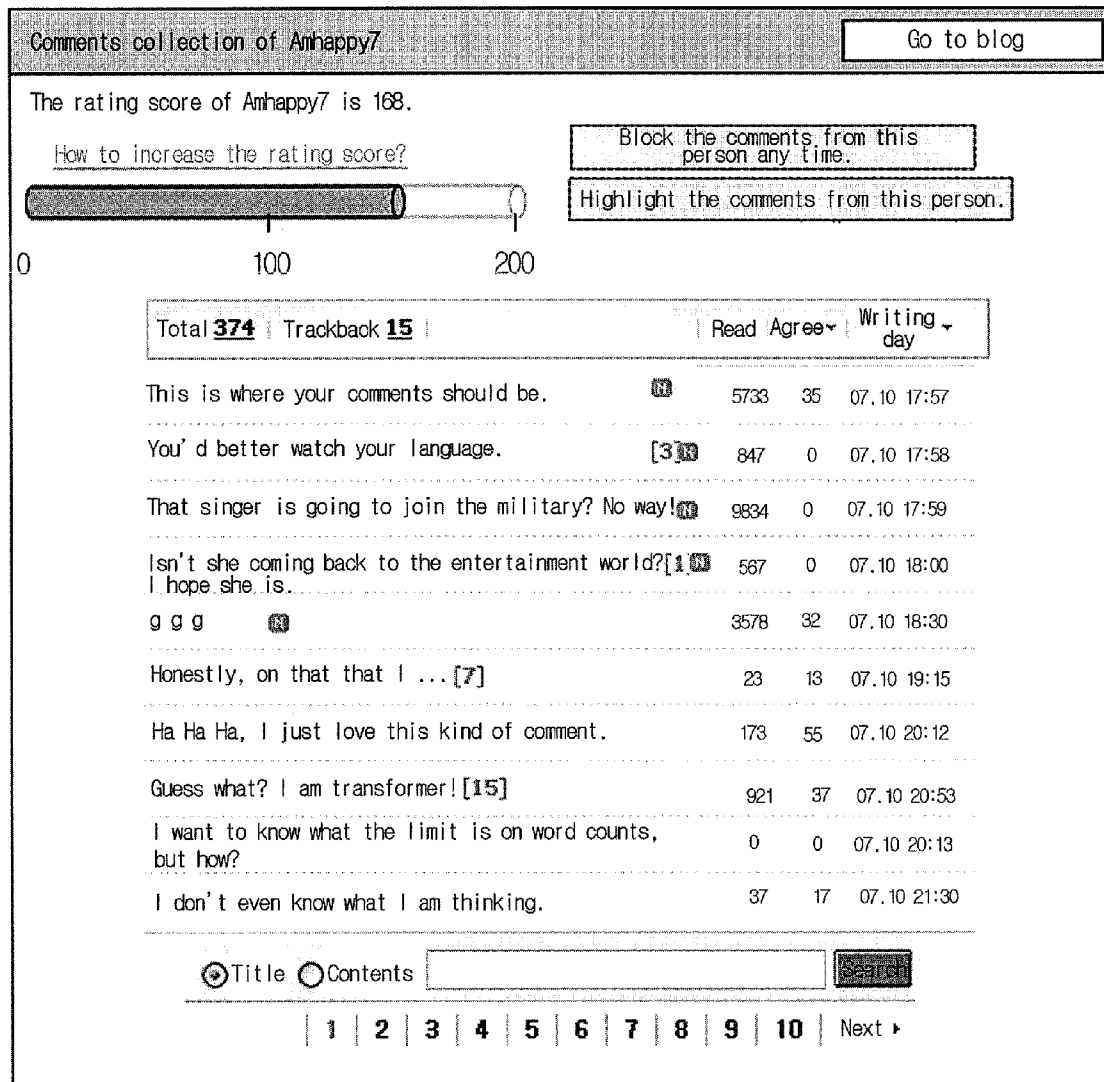 Comments collection of Amhappy7
Go to blog
The rating score of Amhappy7 is 168.
How to increase the rating score?
Block the comments from this
person any time.
Highlight the comments from this person.
0 100 200
Total 374 Trackback 15 Read Agree Writing
day
This is where your comments should be. N 5733 35 07.10 17:57
You'd better watch your language. [3] N 847 0 07.10 17:58
That singer is going to join the military? No way! N 9834 0 07.10 17:59
Isn't she coming back to the entertainment world?[1] N 567 0 07.10 18:00
I hope she is.
g g g N 3578 32 07.10 18:30
Honestly, on that that I ... [7] 23 13 07.10 19:15
Ha Ha Ha, I just love this kind of comment. 173 55 07.10 20:12
Guess what? I am transformer! [15] 921 37 07.10 20:53
I want to know what the limit is on word counts,
but how? 0 0 07.10 20:13
I don't even know what I am thinking. 37 17 07.10 21:30
Title Contents Search
1 2 3 4 5 6 7 8 9 10 Next